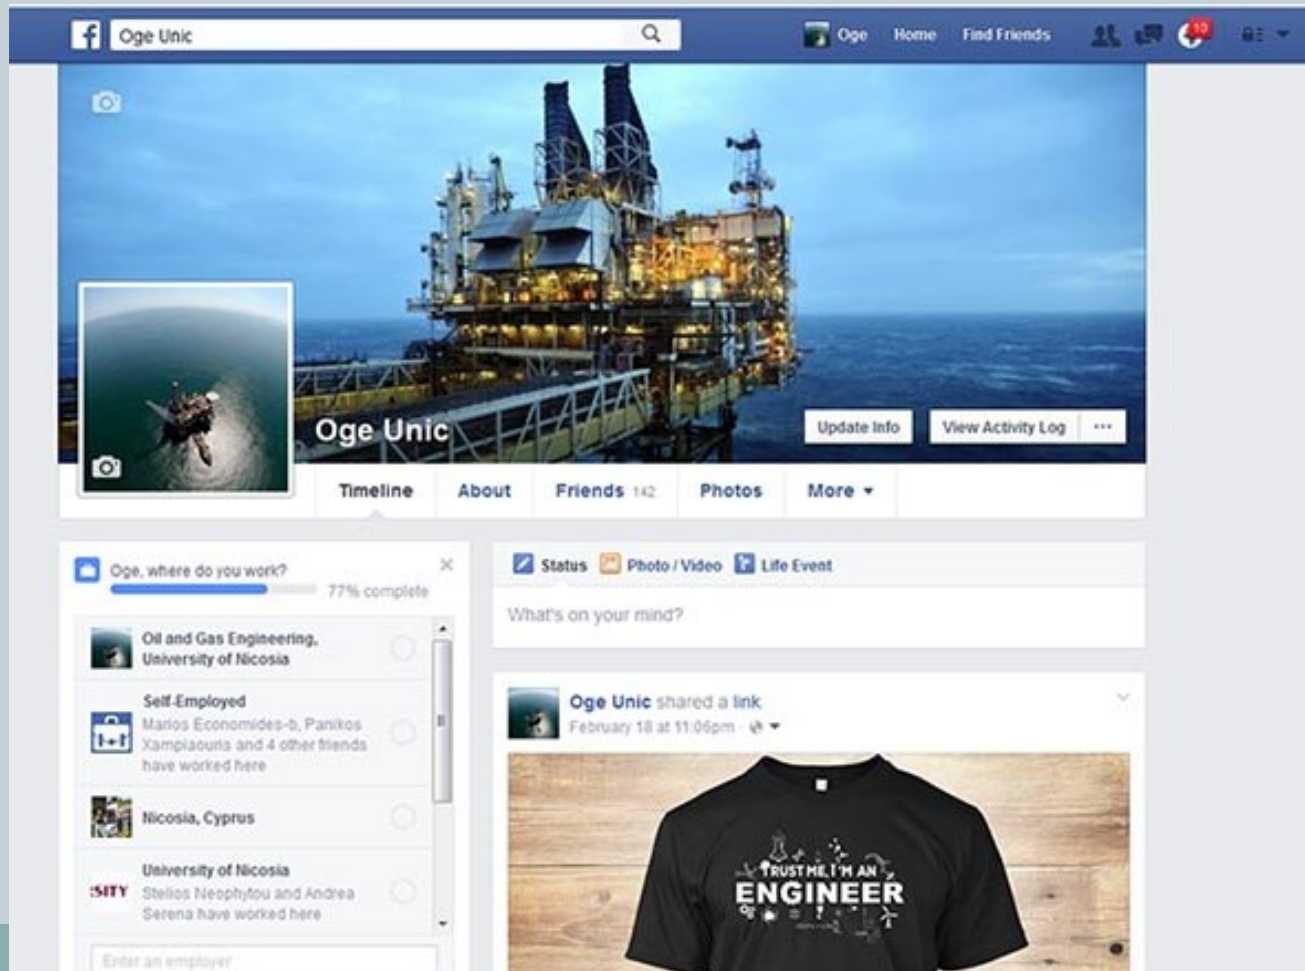 f Oge Unic
Oge Home Find Friends 10
Oge Unic
Update Info View Activity Log ...
Timeline About Friends 142 Photos More
Oge, where do you work?
77% complete
Oil and Gas Engineering,
University of Nicosia
Self-Employed
Marios Economides-b, Panikos
Xampiaouris and 4 other friends
have worked here
Nicosia, Cyprus
University of Nicosia
:SITY
Stelios Neophytou and Andrea
Serena have worked here
Enter an employer
Status Photo / Video Life Event
What's on your mind?
Oge Unic shared a link
February 18 at 11:06pm
TRUST ME, I'M AN
ENGINEER